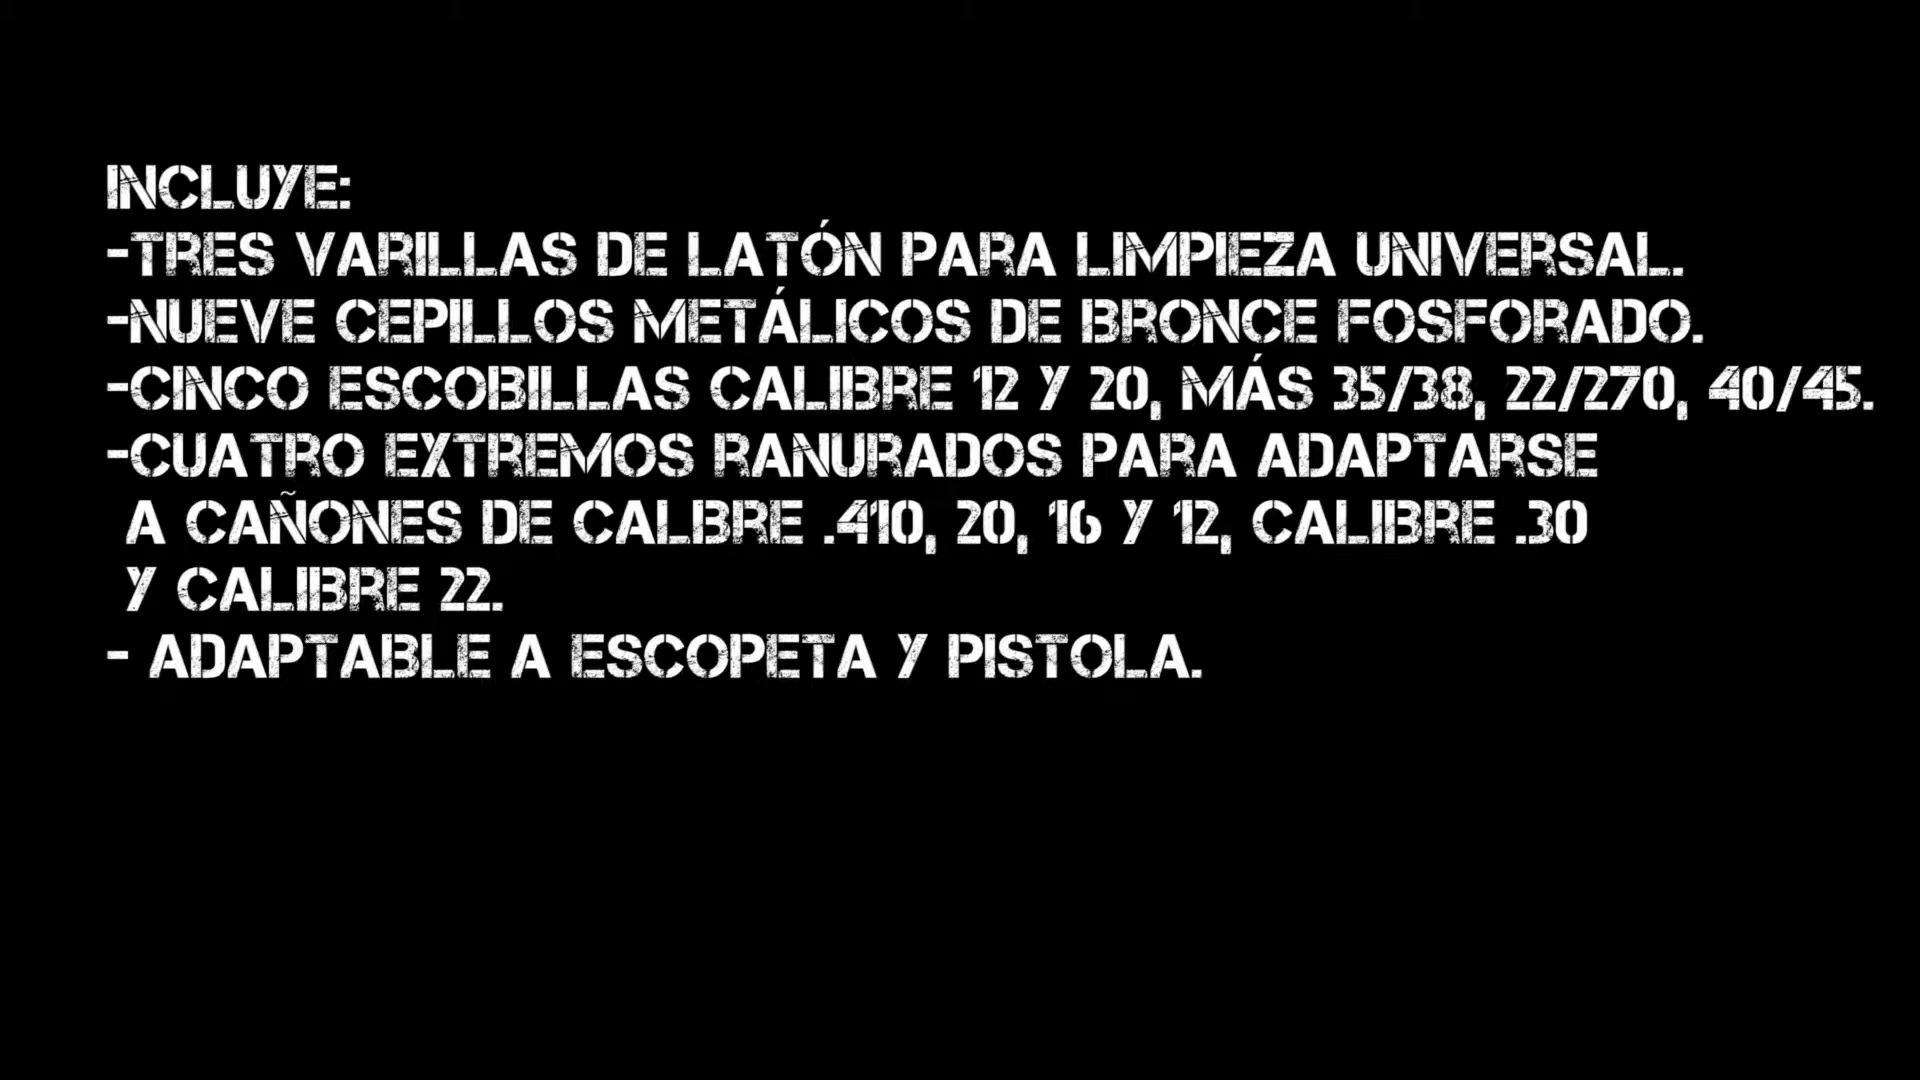 INCLUYE:
-TRES VARILLAS DE LATÓN PARA LIMPIEZA UNIVERSAL.
-NUEVE CEPILLOS METÁLICOS DE BRONCE FOSFORADO.
-CINCO ESCOBILLAS CALIBRE 12 Y 20, MÁS 35/38, 22/270, 40/45.
-CUATRO EXTREMOS RANURADOS PARA ADAPTARSE
A CAÑONES DE CALBRE .410, 20, 16 Y 12, CALIBRE .30
Y CALIBRE 22.
- ADAPTABLE A ESCOPETA Y PISTOLA.